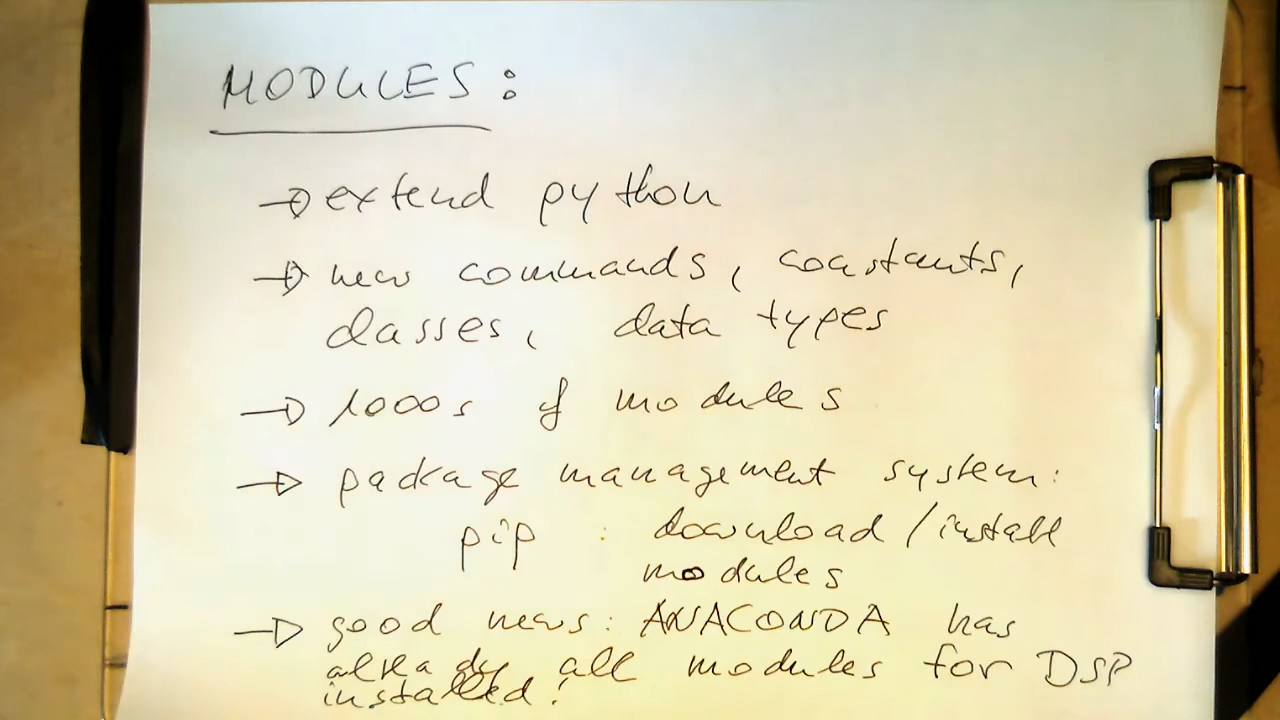 MODULES:
→ extend python
→ new commands, constants,
classes, data types
→ 1000s of modules
→ package management system:
pip : download / install
modules
→ good news: ANACONDA has
already all modules for DSP
installed!